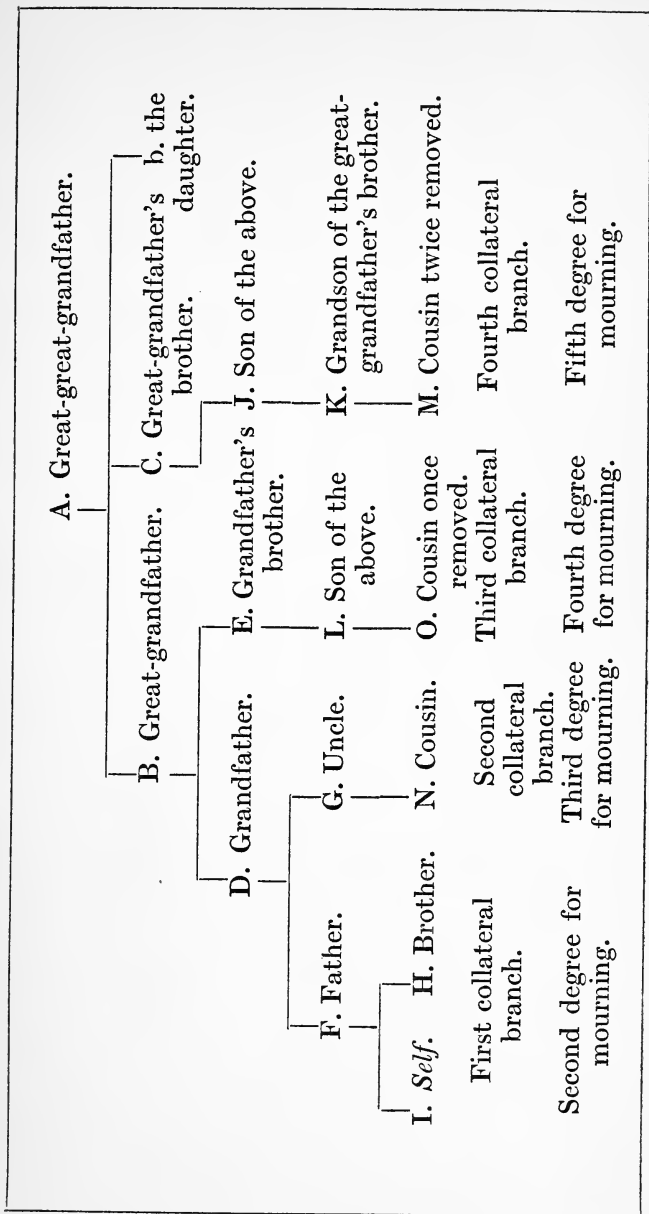 A. Great-great-grandfather.
B. Great-grandfather.
C. Great-grandfather's
brother.
b. the
daughter.
D. Grandfather.
E. Grandfather's
brother.
J. Son of the above.
F. Father.
G. Uncle.
L. Son of the
above.
K. Grandson of the great-
grandfather's brother.
I. Self.
H. Brother.
N. Cousin.
O. Cousin once
removed.
M. Cousin twice removed.
First collateral
branch.
Second
collateral
branch.
Third collateral
branch.
Fourth collateral
branch.
Second degree for
mourning.
Third degree
for mourning.
Fourth degree
for mourning.
Fifth degree for
mourning.